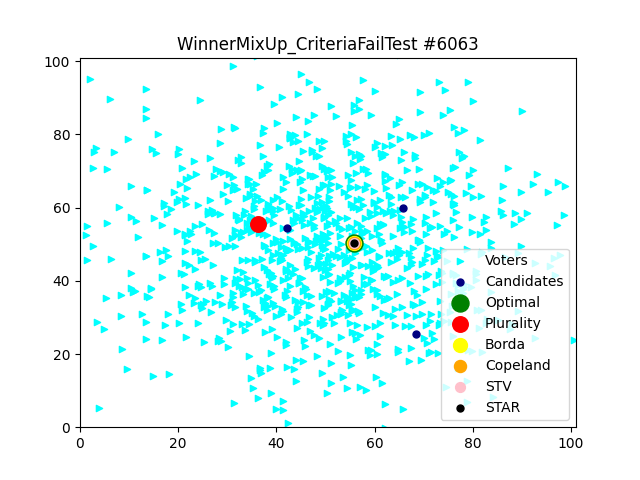 WinnerMixUp_CriteriaFailTest #6063
100
80
60
40
20
0
0 20 40 60 80 100
Voters
Candidates
Optimal
Plurality
Borda
Copeland
STV
STAR